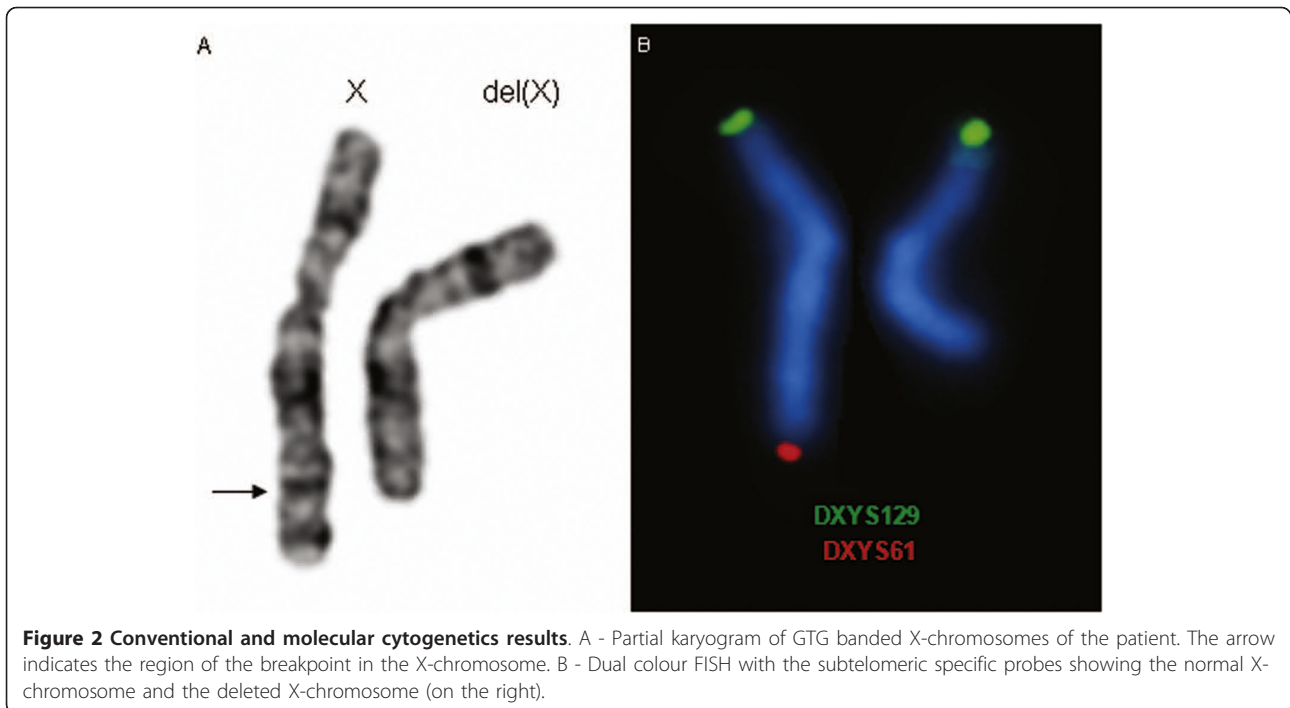 A
X
del(X)
B
DXYS129
DXYS61
Figure 2 Conventional and molecular cytogenetics results. A - Partial karyogram of GTG banded X-chromosomes of the patient. The arrow
indicates the region of the breakpoint in the X-chromosome. B - Dual colour FISH with the subtelomeric specific probes showing the normal X-
chromosome and the deleted X-chromosome (on the right).